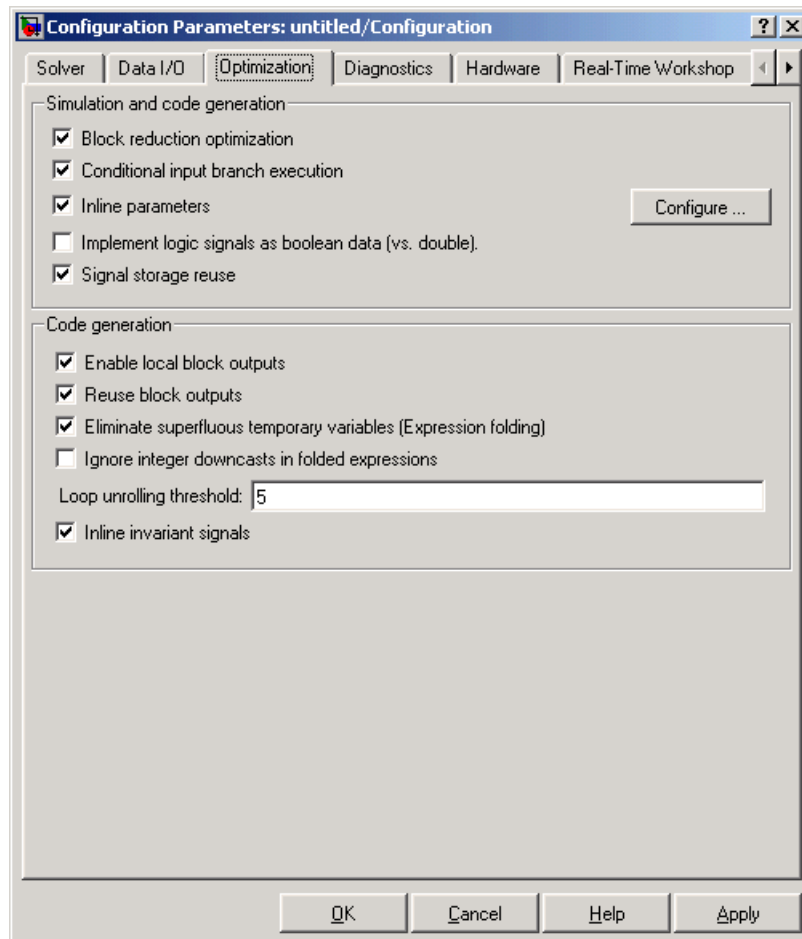 Configuration Parameters: untitled/Configuration
Solver Data I/O Optimization Diagnostics Hardware Real-Time Workshop
Simulation and code generation
Block reduction optimization
Conditional input branch execution
Inline parameters
Configure ...
Implement logic signals as boolean data (vs. double).
Signal storage reuse
Code generation
Enable local block outputs
Reuse block outputs
Eliminate superfluous temporary variables (Expression folding)
Ignore integer downcasts in folded expressions
Loop unrolling threshold: 5
Inline invariant signals
OK Cancel Help Apply